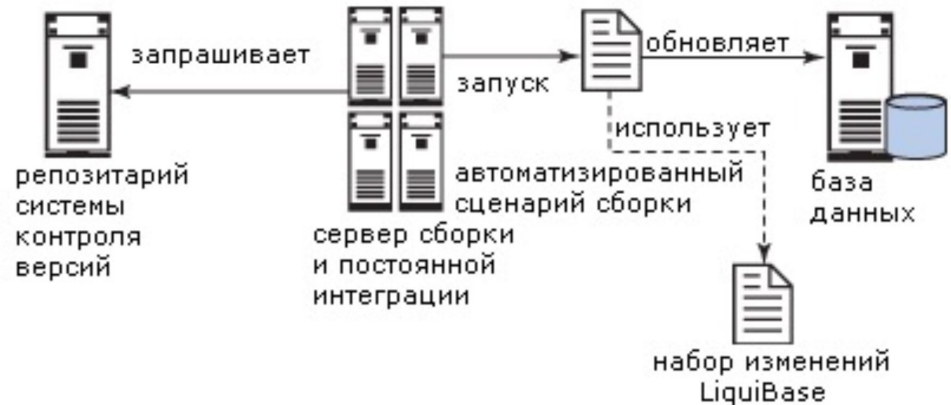 запрашивает
запуск
обновляет
использует
репозитарий
системы
контроля
версий
сервер сборки
и постоянной
интеграции
автоматизированный
сценарий сборки
база
данных
набор изменений
LiquiBase